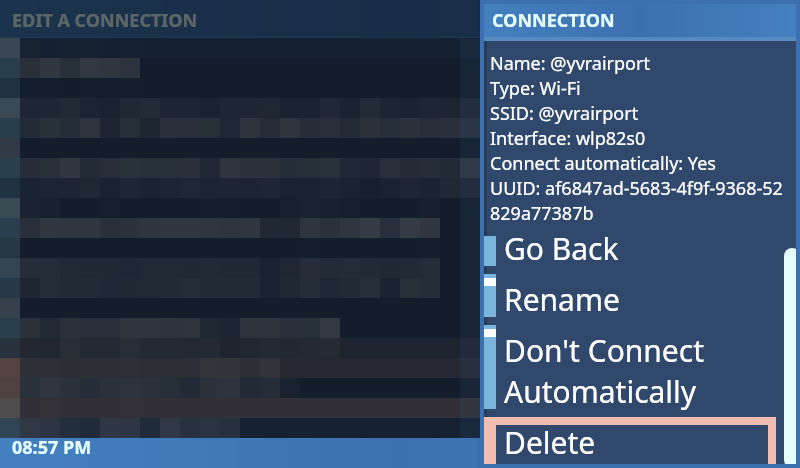 EDIT A CONNECTION
08:57 PM
CONNECTION
Name: @yvrairport
Type: Wi-Fi
SSID: @yvrairport
Interface: wlp82s0
Connect automatically: Yes
UUID: af6847ad-5683-4f9f-9368-52
829a77387b
Go Back
Rename
Don't Connect
Automatically
Delete